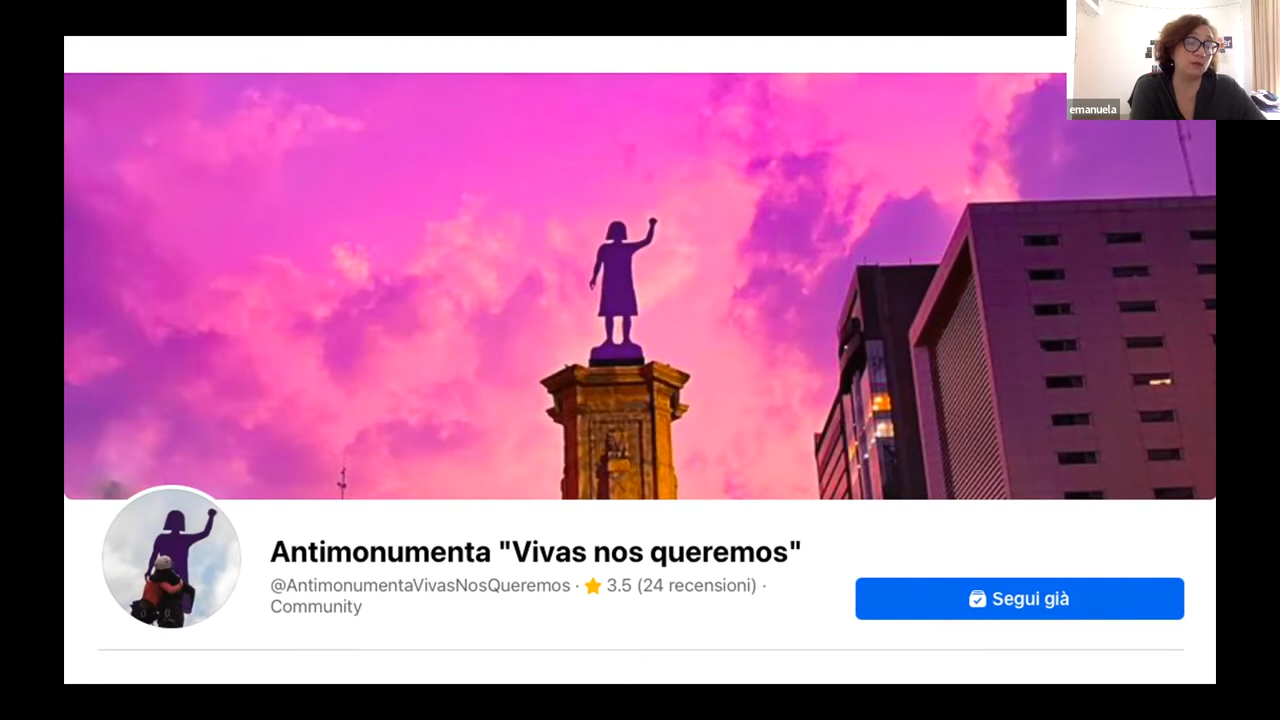 emanuela
Antimonumenta "Vivas nos queremos"
@AntimonumentaVivasNosQueremos · 3.5 (24 recensioni) ·
Community
Segui già